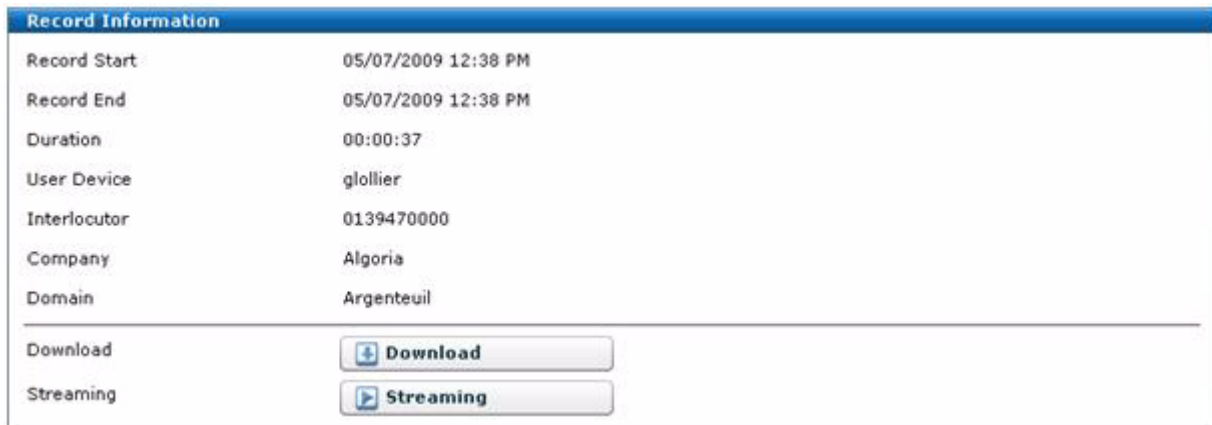 Record Information
Record Start 05/07/2009 12:38 PM
Record End 05/07/2009 12:38 PM
Duration 00:00:37
User Device glollier
Interlocutor 0139470000
Company Algoria
Domain Argenteuil
Download Download
Streaming Streaming